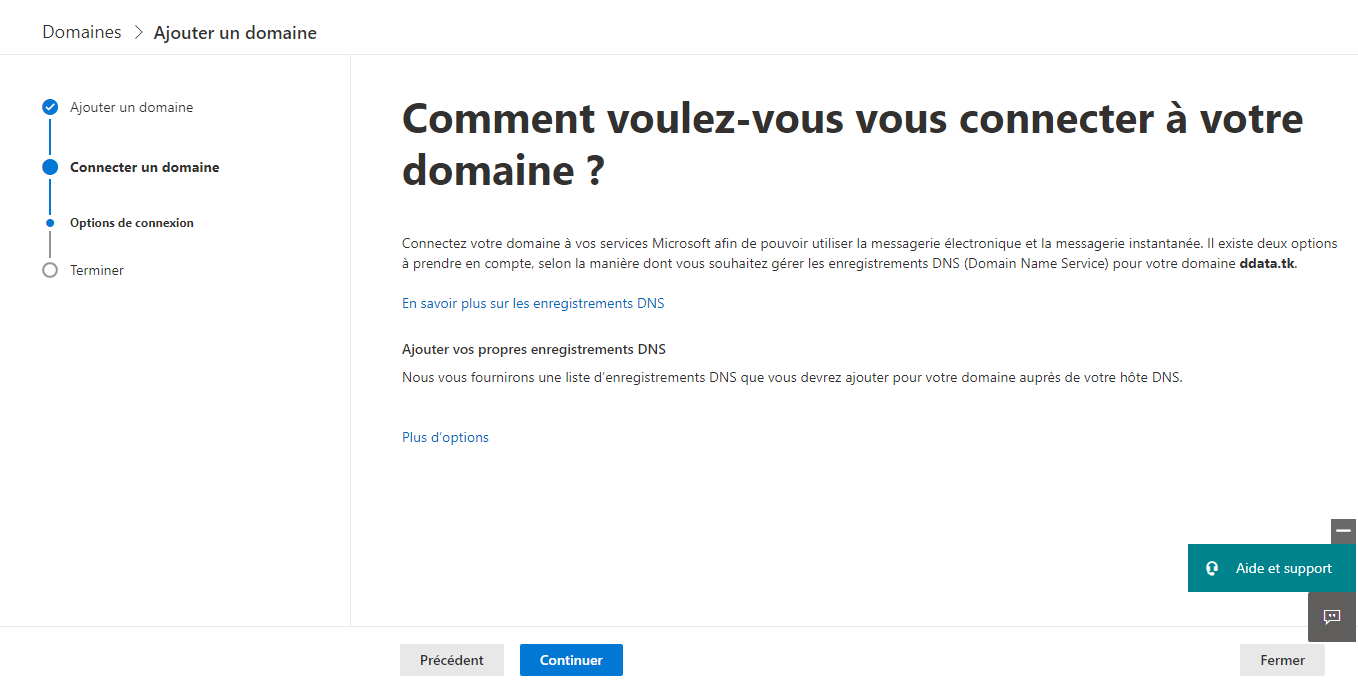 Domaines > Ajouter un domaine
Ajouter un domaine
Connecter un domaine
Options de connexion
Terminer
Comment voulez-vous vous connecter à votre
domaine ?
Connectez votre domaine à vos services Microsoft afin de pouvoir utiliser la messagerie électronique et la messagerie instantanée. Il existe deux options
à prendre en compte, selon la manière dont vous souhaitez gérer les enregistrements DNS (Domain Name Service) pour votre domaine ddata.tk.
En savoir plus sur les enregistrements DNS
Ajouter vos propres enregistrements DNS
Nous vous fournirons une liste d’enregistrements DNS que vous devrez ajouter pour votre domaine auprès de votre hôte DNS.
Plus d’options
Aide et support
Précédent
Continuer
Fermer